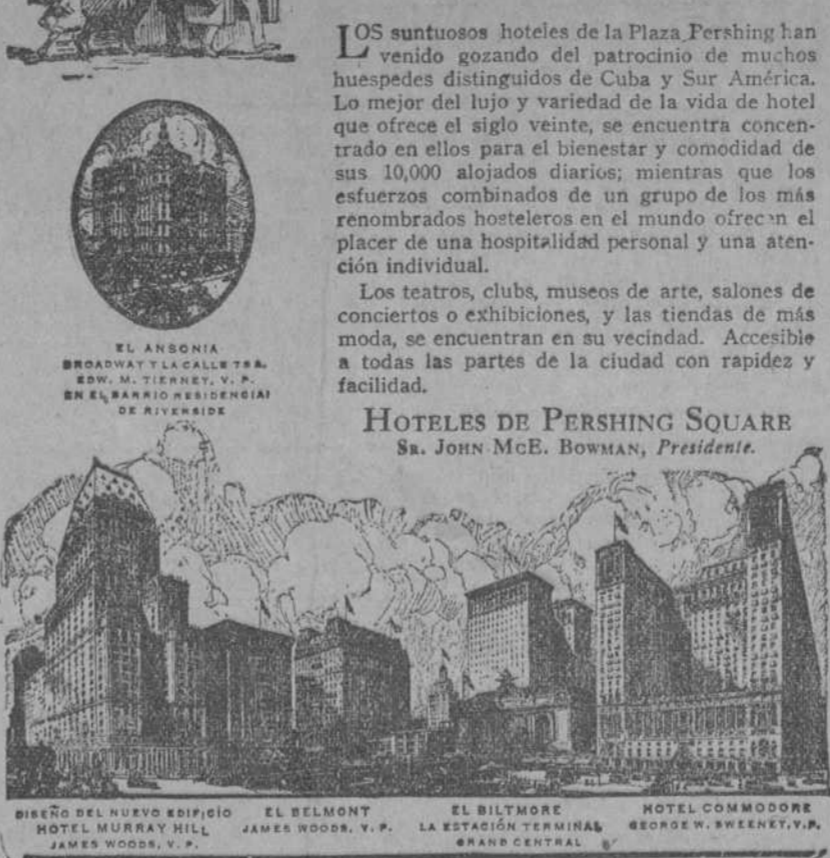 LOS suntuosos hoteles de la Plaza Pershing han
venido gozando del patrocinio de muchos
huespedes distinguidos de Cuba y Sur América.
Lo mejor del lujo y variedad de la vida de hotel
que ofrece el siglo veinte, se encuentra concen-
trado en ellos para el bienestar y comodidad de
sus 10,000 alojados diarios; mientras que los
esfuerzos combinados de un grupo de los más
renombrados hosteleros en el mundo ofrecen el
placer de una hospitalidad personal y una aten-
ción individual.
Los teatros, clubs, museos de arte, salones de
conciertos o exhibiciones, y las tiendas de más
moda, se encuentran en su vecindad. Accesible
a todas las partes de la ciudad con rapidez y
facilidad.
HOTELES DE PERSHING SQUARE
SR. JOHN MCE. BOWMAN, Presidente.
EL ANSONIA
BROADWAY Y LA CALLE 73A.
EDW. M. TIERNEY, V. P.
EN EL BARRIO RESIDENCIAL
DE RIVERSIDE
DISEÑO DEL NUEVO EDIFICIO
HOTEL MURRAY HILL
JAMES WOODS, V. P.
EL BELMONT
JAMES WOODS, V. P.
EL BILTMORE
LA ESTACIÓN TERMINAL
GRAND CENTRAL
HOTEL COMMODORE
GEORGE W. SWEENEY, V.P.